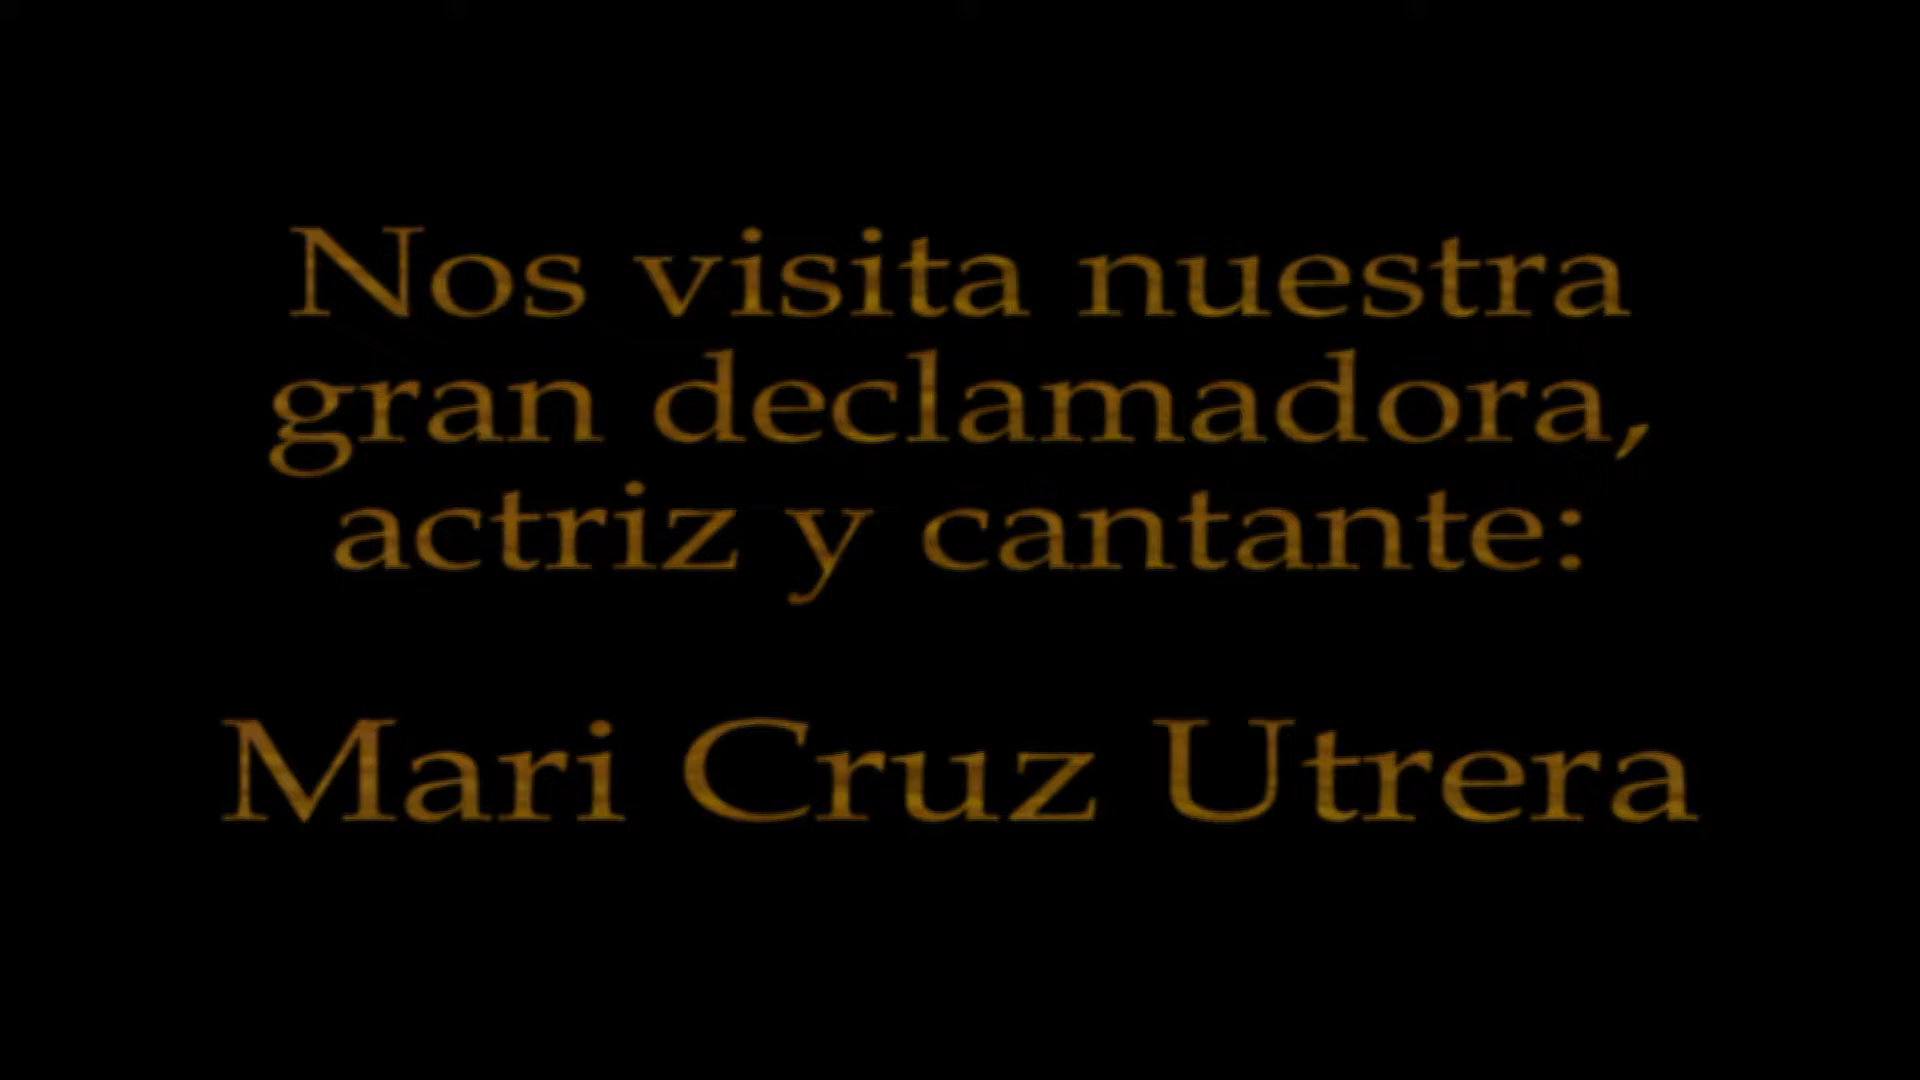 Nos visita nuestra
gran declamadora,
actriz y cantante:
Mari Cruz Utrera